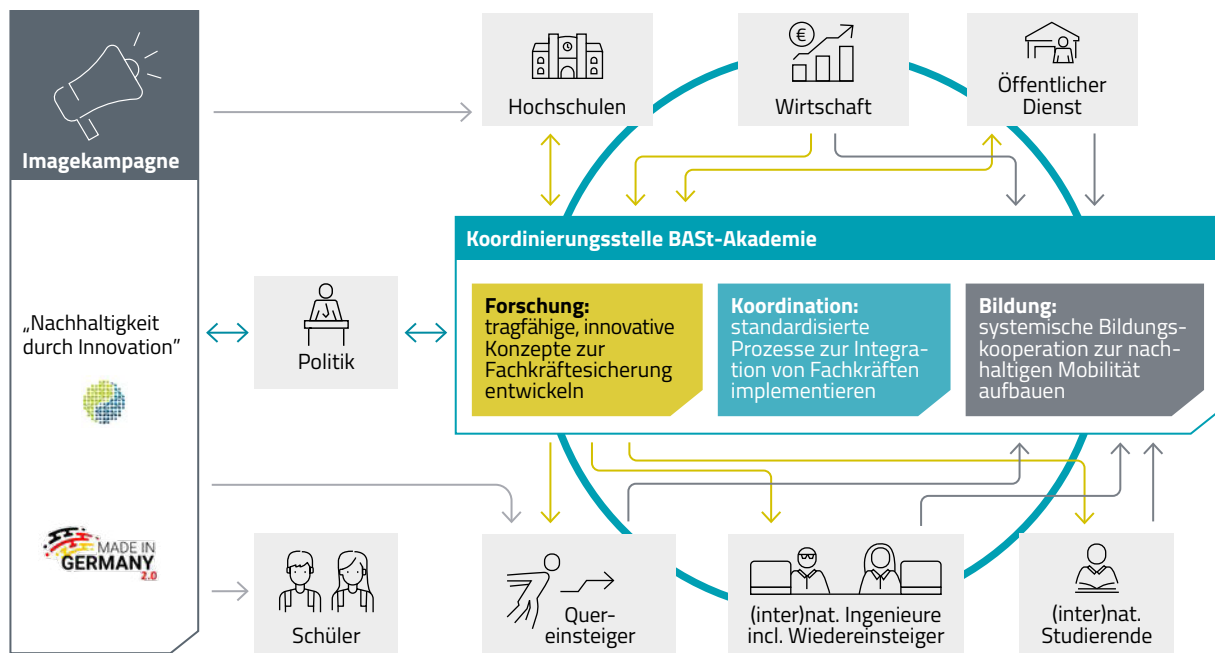 Imagekampagne
„Nachhaltigkeit
durch Innovation”
MADE IN
GERMANY
2.0
Hochschulen
€
Wirtschaft
Öffentlicher
Dienst
Politik
Koordinierungsstelle BASt-Akademie
Forschung:
tragfähige, innovative
Konzepte zur
Fachkräftesicherung
entwickeln
Koordination:
standardisierte
Prozesse zur Integra-
tion von Fachkräften
implementieren
Bildung:
systemische Bildungs-
kooperation zur nach-
haltigen Mobilität
aufbauen
Schüler
Quer-
einsteiger
(inter)nat. Ingenieure
incl. Wiedereinsteiger
(inter)nat.
Studierende